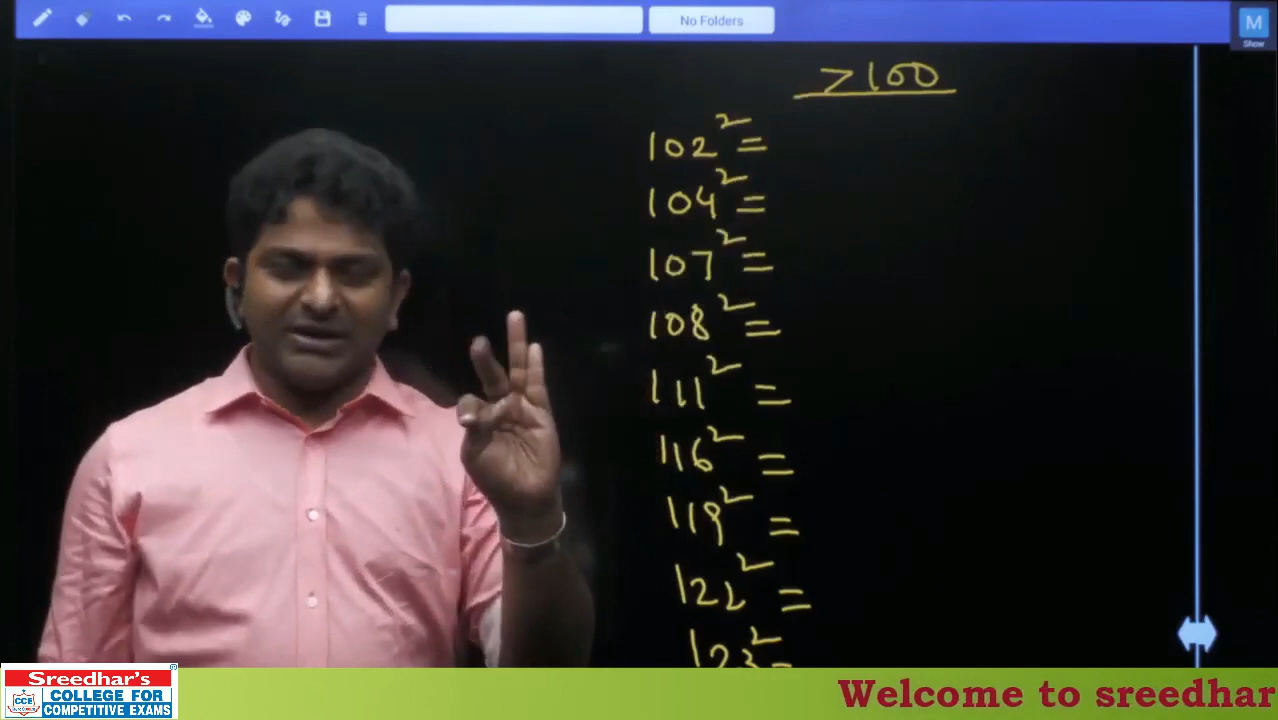 No Folders
M
Show
>100
102²=
104²=
107²=
108²=
111²=
116²=
119²=
122²=
123²=
Sreedhar's
CCE
COLLEGE FOR
COMPETITIVE EXAMS
Welcome to sreedhar